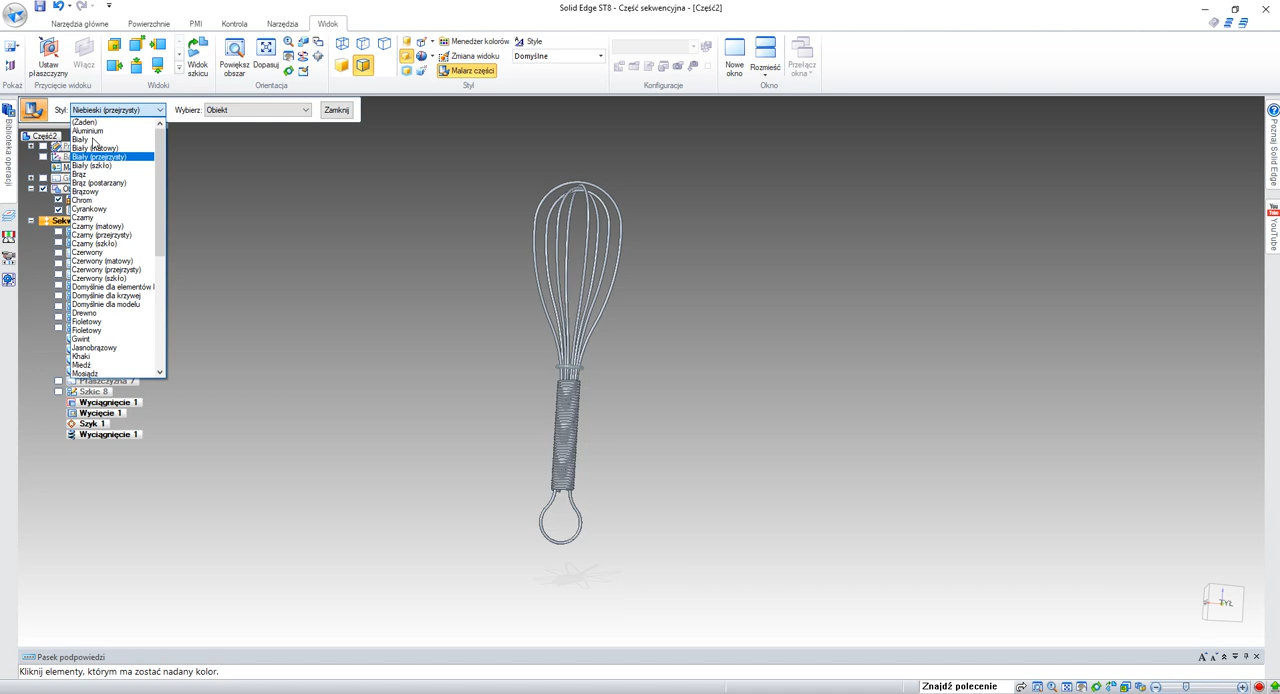 Solid Edge ST8 - Część sekwencyjna - [Część2]
Narzędzia główne
Powierzchnie
PMI
Kontrola
Narzędzia
Widok
Ustaw płaszczyzny
Włącz
Widok szkicu
Powiększ obszar
Dopasuj
Menedżer kolorów
Zmiana widoku
Malarz części
Style
Domyślne
Nowe okno
Rozmieść
Przełącz okna
Pokaż
Przycięcie widoku
Widoki
Orientacja
Styl
Konfiguracje
Okno
Styl:
Niebieski (przejrzysty)
Wybierz:
Obiekt
Zamknij
Biblioteka operacji
Część2
(Żaden)
Aluminium
Biały
Biały (matowy)
Biały (przejrzysty)
Biały (szkło)
Brąz
Brąz (postarzany)
Brązowy
Chrom
Cyrankowy
Czarny
Czarny (matowy)
Czarny (przejrzysty)
Czarny (szkło)
Czerwony
Czerwony (matowy)
Czerwony (przejrzysty)
Czerwony (szkło)
Domyślnie dla elementów
Domyślnie dla krzywej
Domyślnie dla modelu
Drewno
Fioletowy
Fioletowy
Gwint
Jasnobrązowy
Khaki
Miedź
Mosiądz
Płaszczyzna 7
Szkic 8
Wyciągnięcie 1
Wycięcie 1
Szyk 1
Wyciągnięcie 1
Poznaj Solid Edge
YouTube
TYŁ
Pasek podpowiedzi
Kliknij elementy, którym ma zostać nadany kolor.
Znajdź polecenie